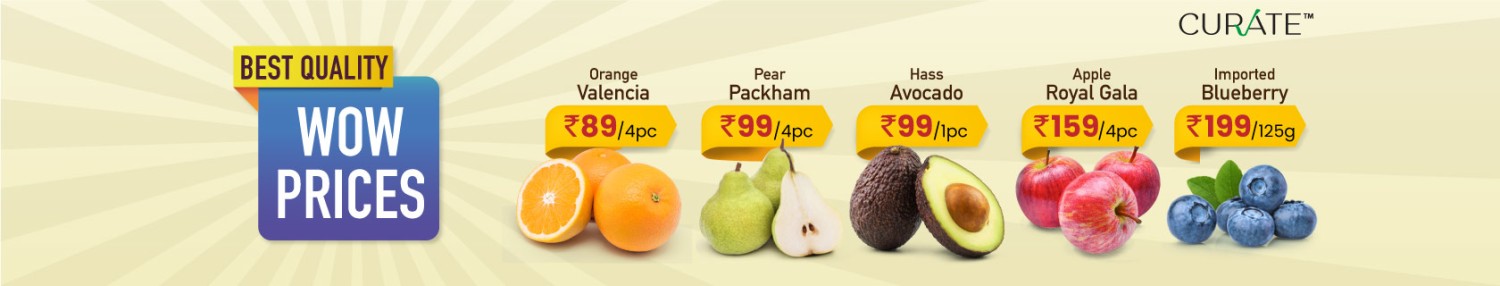 CURÁTE™
BEST QUALITY
WOW
PRICES
Orange
Valencia
₹89/4pc
Pear
Packham
₹99/4pc
Hass
Avocado
₹99/1pc
Apple
Royal Gala
₹159/4pc
Imported
Blueberry
₹199/125g